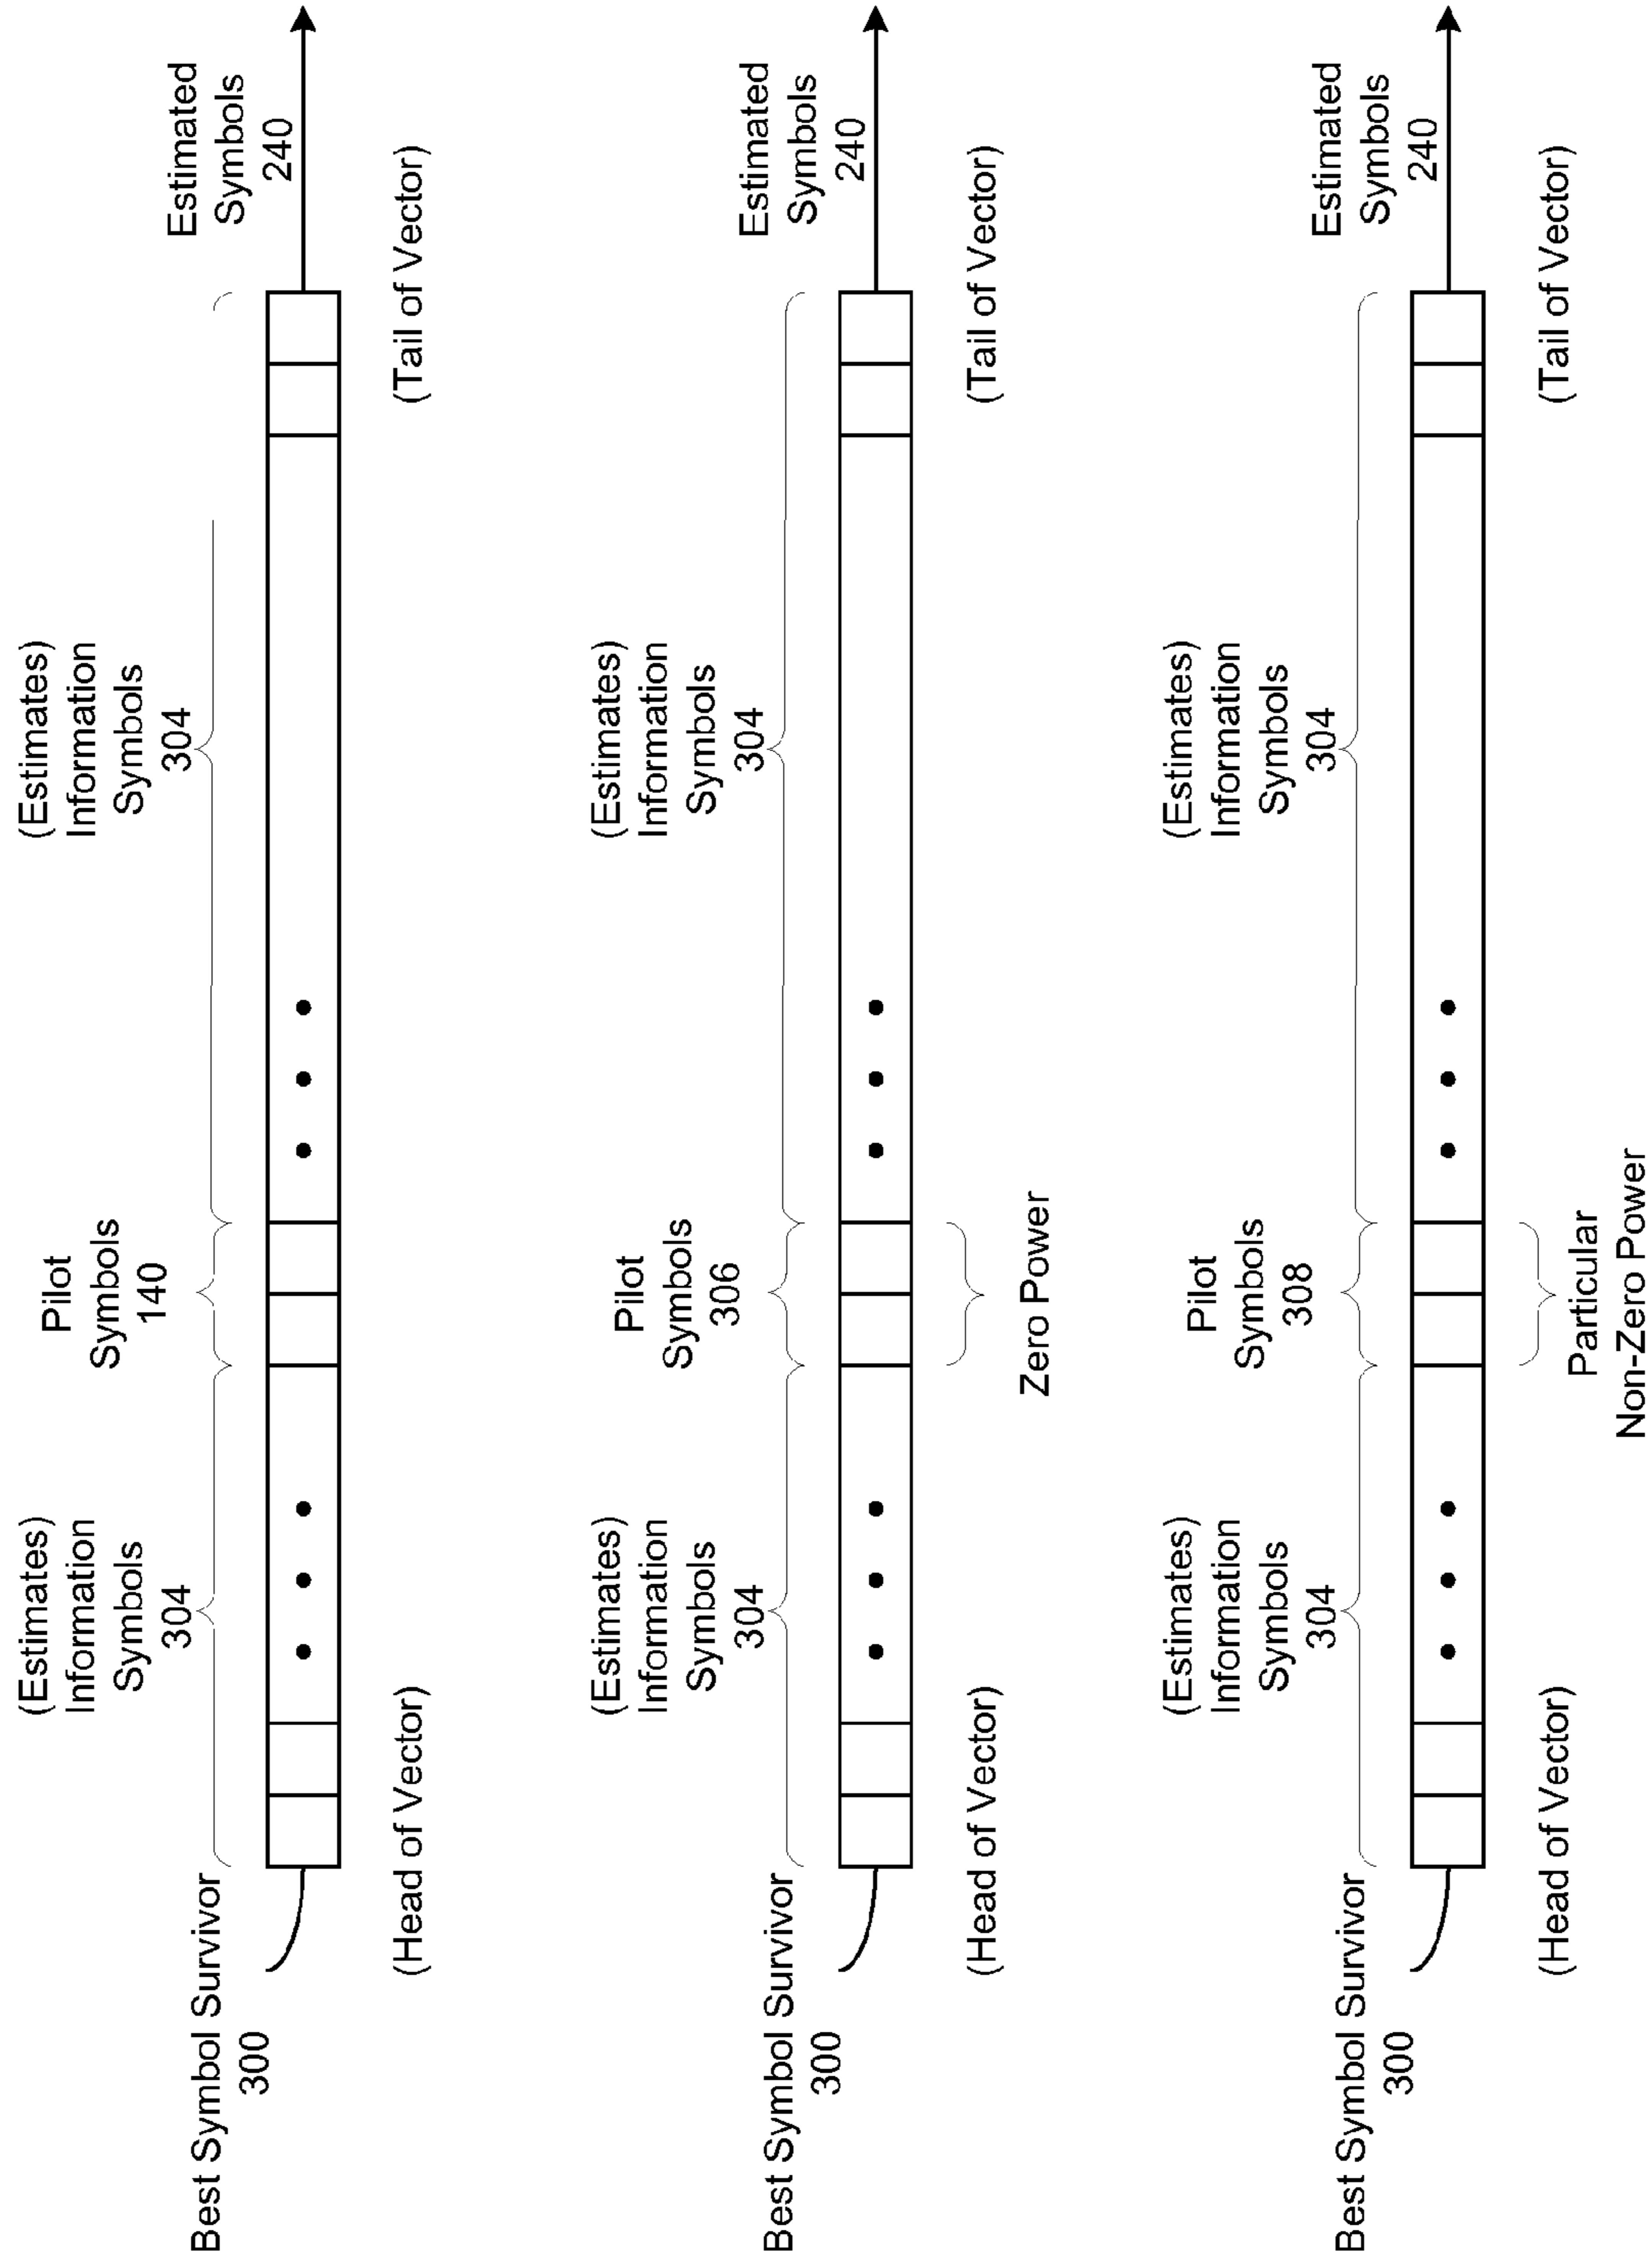 (Estimates)
Information
Symbols
304
Pilot
Symbols
140
(Estimates)
Information
Symbols
304
Estimated
Symbols
240
Best Symbol Survivor
300
(Head of Vector)
(Tail of Vector)
(Estimates)
Information
Symbols
304
Pilot
Symbols
306
(Estimates)
Information
Symbols
304
Estimated
Symbols
240
Best Symbol Survivor
300
(Head of Vector)
(Tail of Vector)
Zero Power
(Estimates)
Information
Symbols
304
Pilot
Symbols
308
(Estimates)
Information
Symbols
304
Estimated
Symbols
240
Best Symbol Survivor
300
(Head of Vector)
(Tail of Vector)
Particular
Non-Zero Power